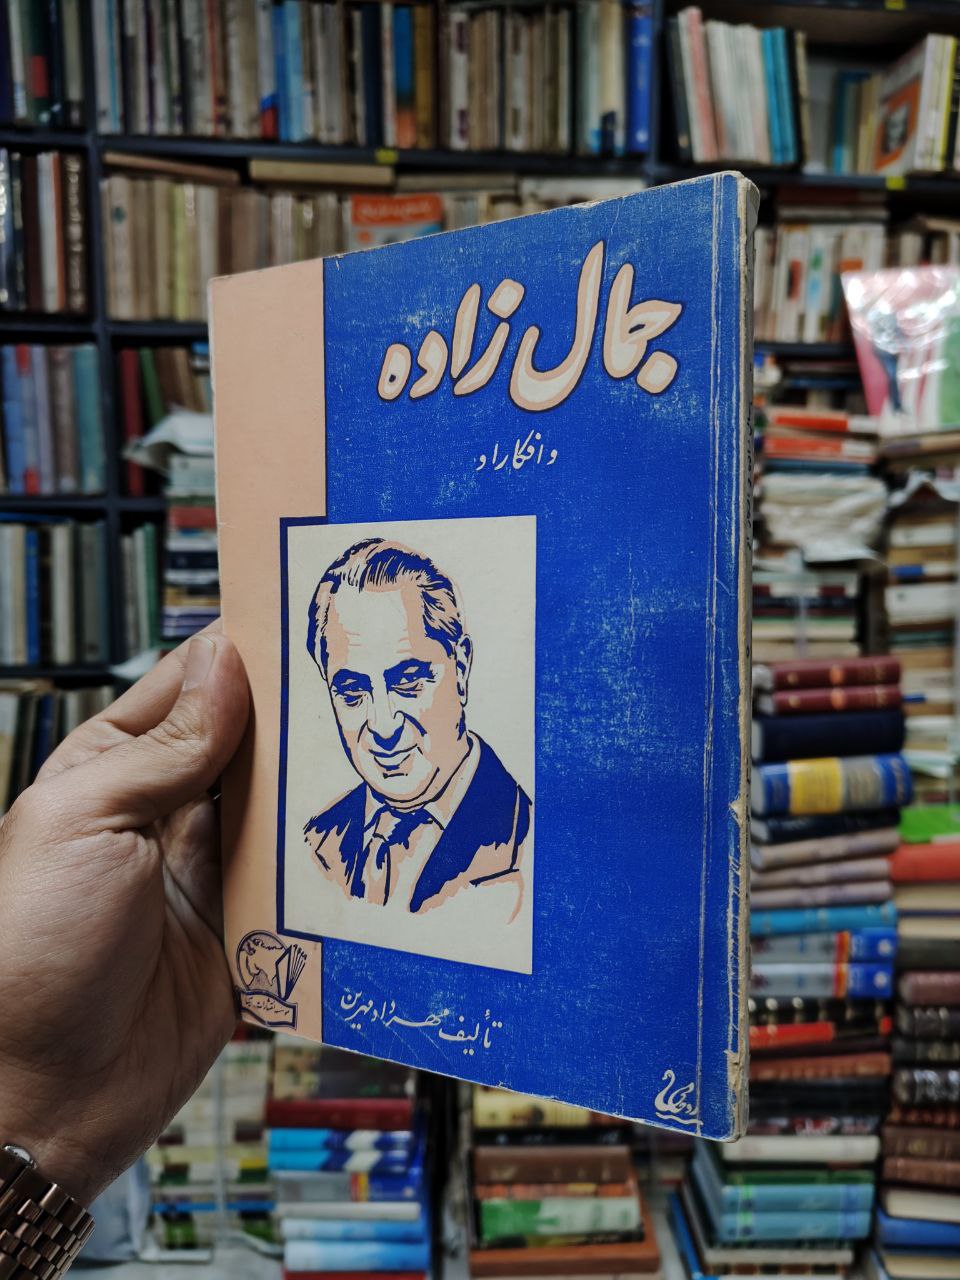 جمال زاده
و افکار او
تألیف مهرداد مهرین